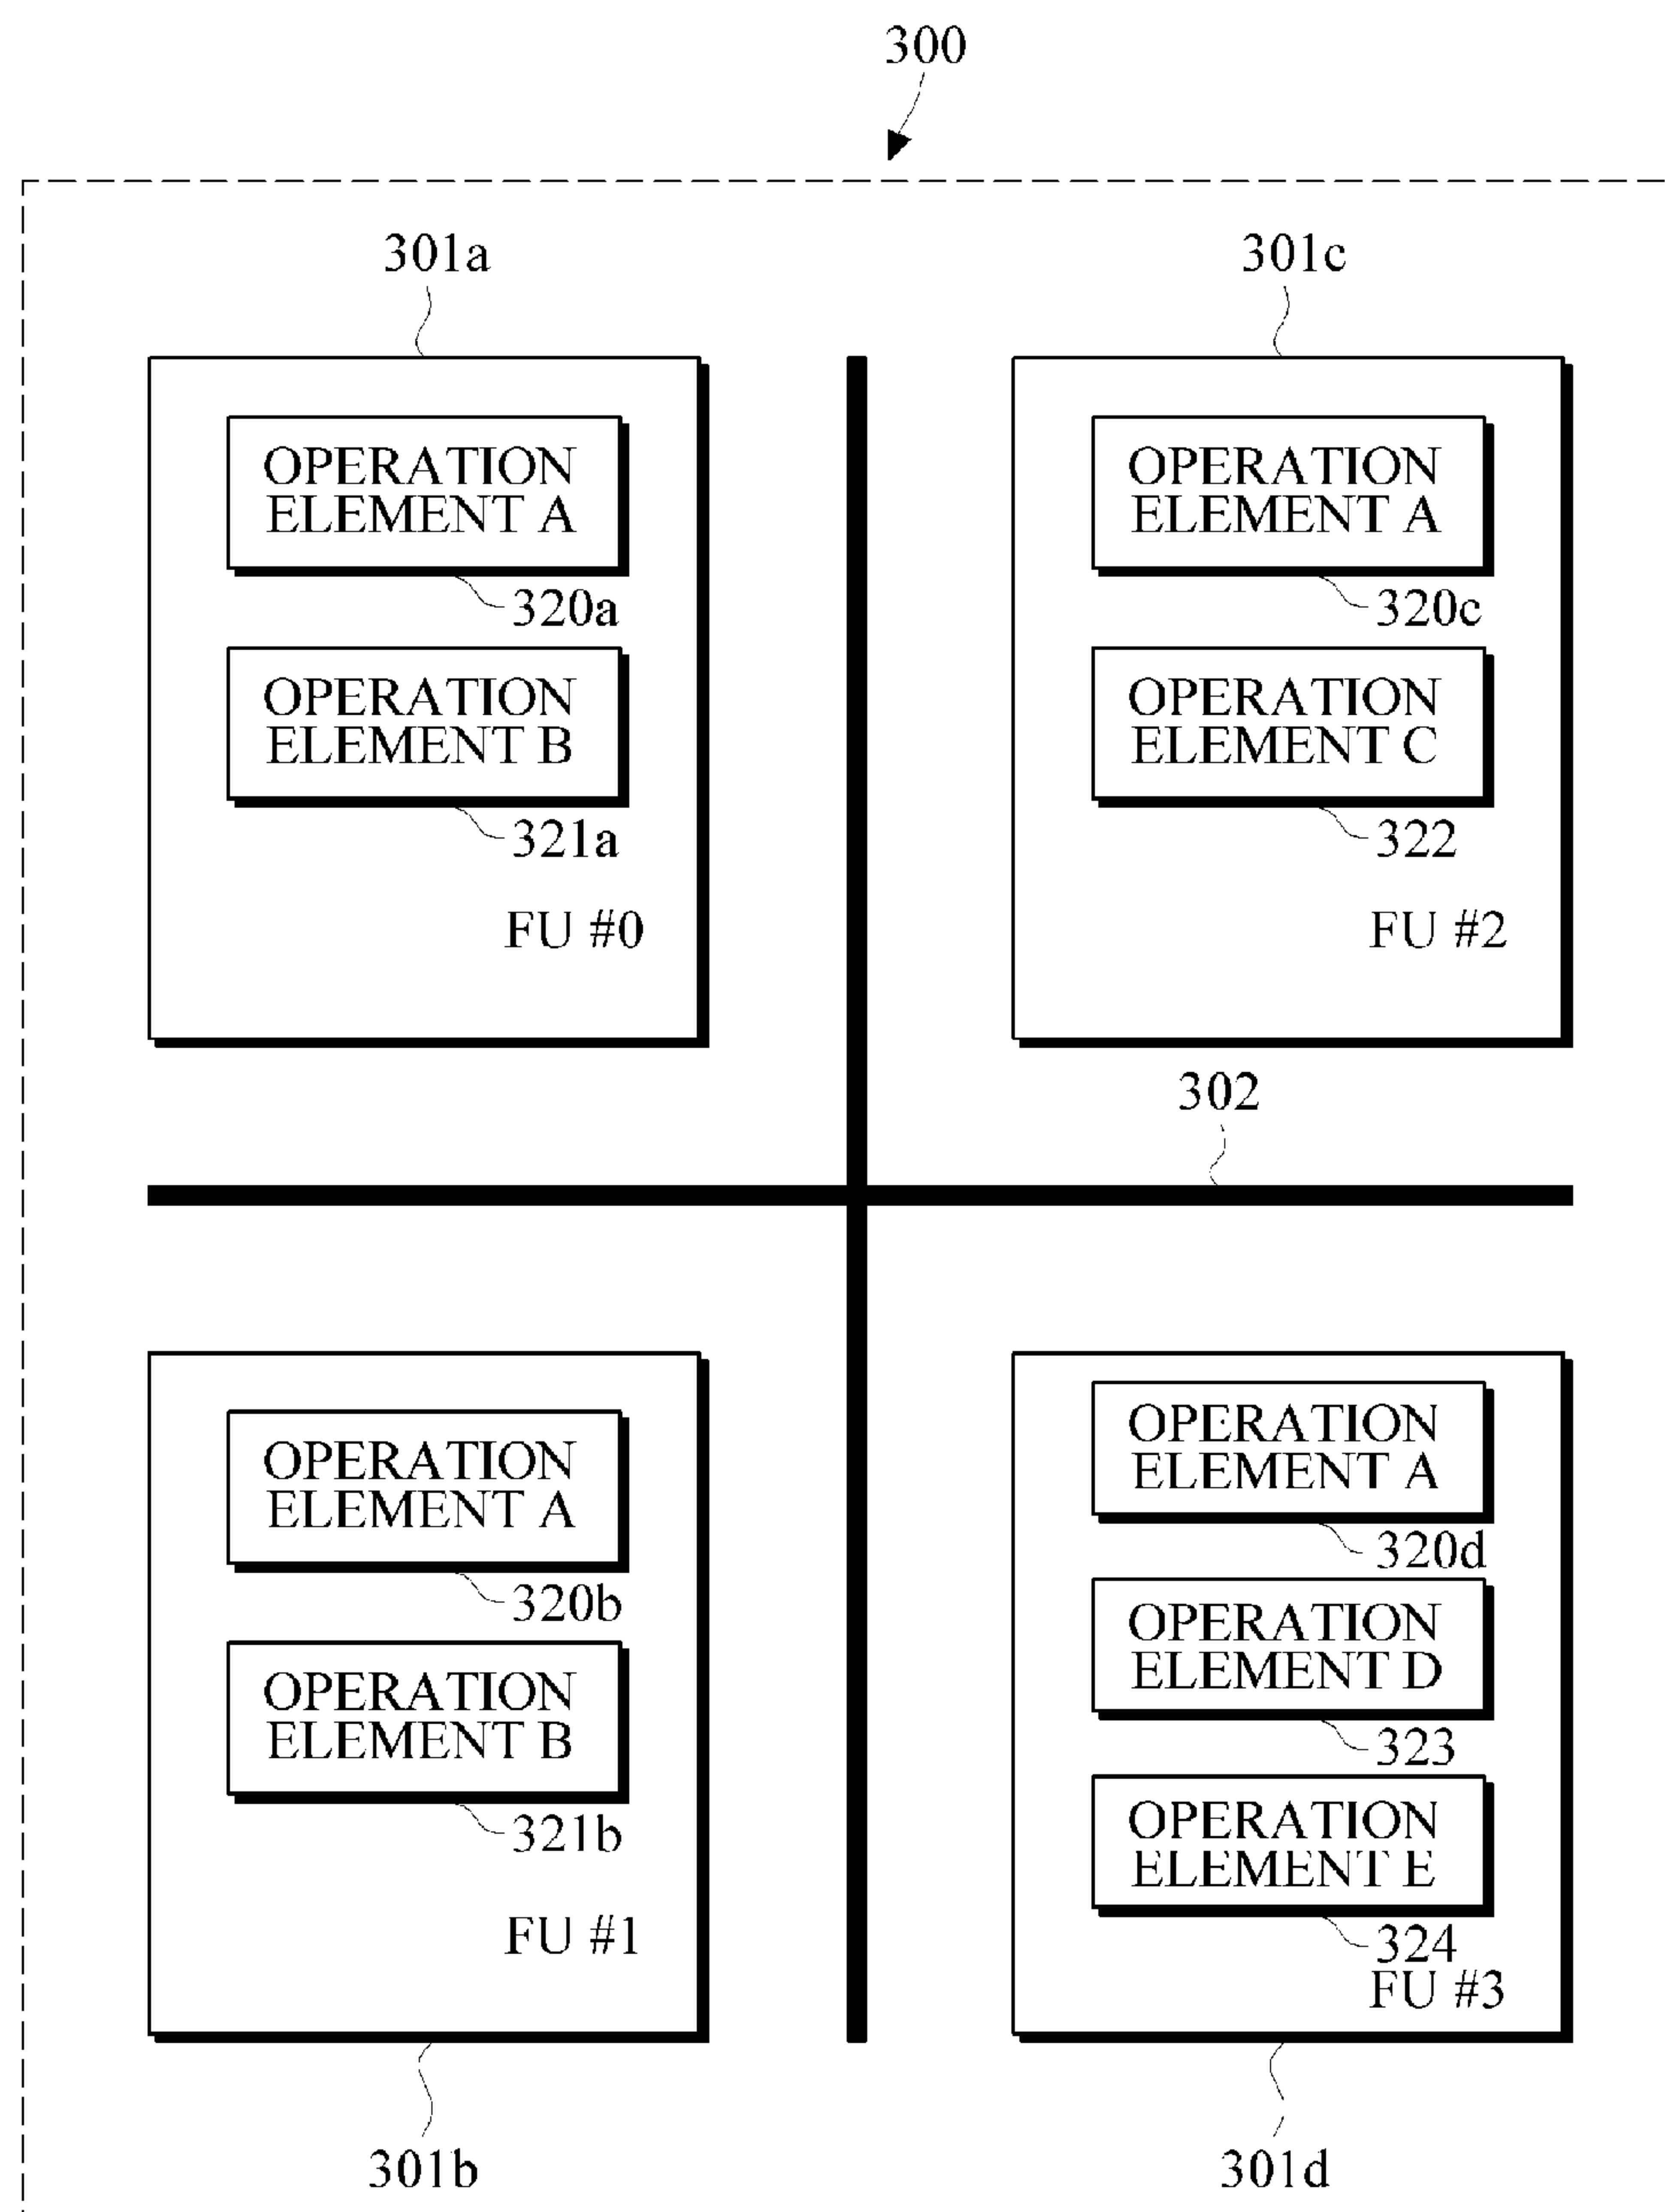 300
301a
OPERATION
ELEMENT A
320a
OPERATION
ELEMENT B
321a
FU #0
301c
OPERATION
ELEMENT A
320c
OPERATION
ELEMENT C
322
FU #2
302
OPERATION
ELEMENT A
320b
OPERATION
ELEMENT B
321b
FU #1
301b
OPERATION
ELEMENT A
320d
OPERATION
ELEMENT D
323
OPERATION
ELEMENT E
324
FU #3
301d